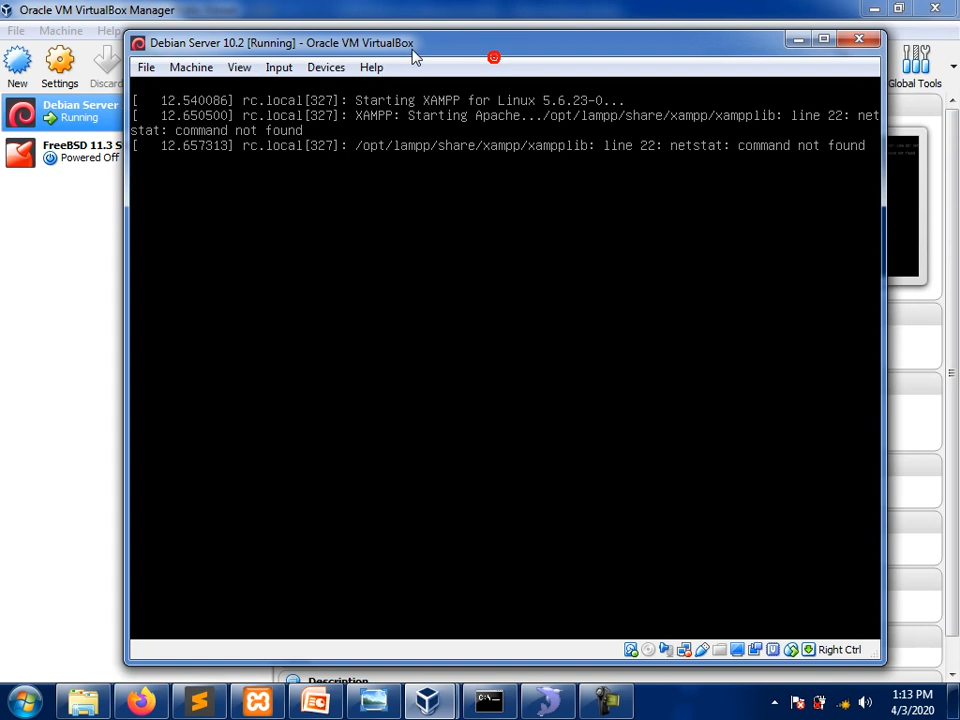 Oracle VM VirtualBox Manager
File Machine Help
New Settings Discard
Debian Server
Running
FreeBSD 11.3 S
Powered Off
Global Tools
Debian Server 10.2 [Running] - Oracle VM VirtualBox
File Machine View Input Devices Help
[   12.540086] rc.local[327]: Starting XAMPP for Linux 5.6.23-0...
[   12.650500] rc.local[327]: XAMPP: Starting Apache.../opt/lampp/share/xampp/xampplib: line 22: net
stat: command not found
[   12.657313] rc.local[327]: /opt/lampp/share/xampp/xampplib: line 22: netstat: command not found
Right Ctrl
Description
1:13 PM
4/3/2020